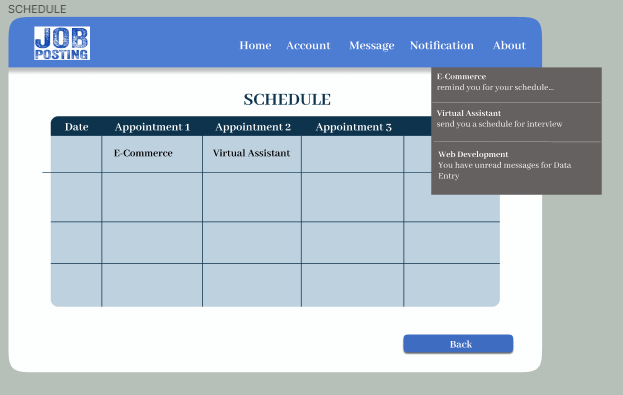 SCHEDULE
JOB
POSTING
Home Account Message Notification About
E-Commerce
remind you for your schedule...
Virtual Assistant
send you a schedule for interview
Web Development
You have unread messages for Data
Entry
SCHEDULE
Date Appointment 1 Appointment 2 Appointment 3
E-Commerce Virtual Assistant
Back